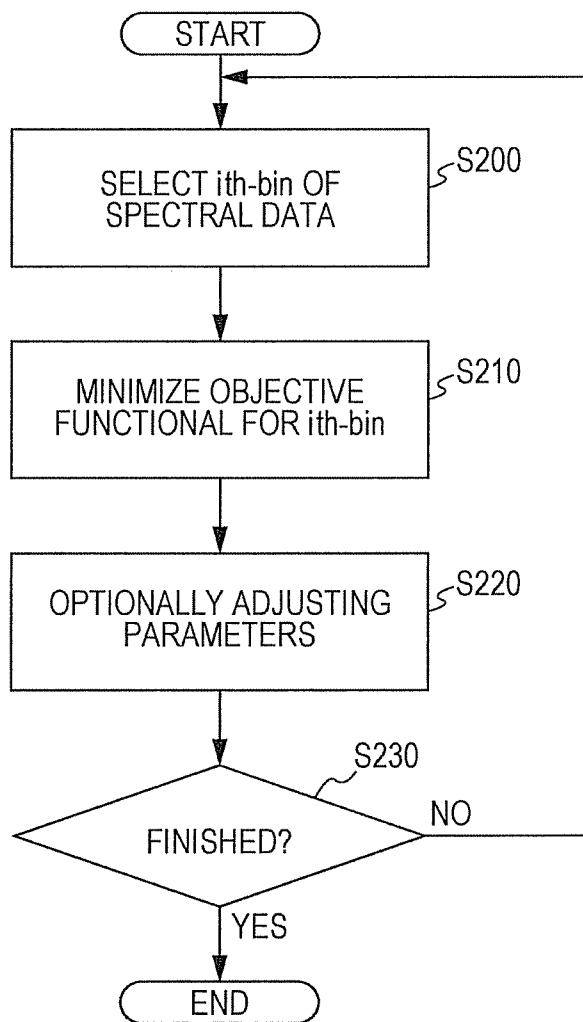 START
SELECT ith-bin OF
SPECTRAL DATA
S200
MINIMIZE OBJECTIVE
FUNCTIONAL FOR ith-bin
S210
OPTIONALLY ADJUSTING
PARAMETERS
S220
S230
FINISHED?
NO
YES
END